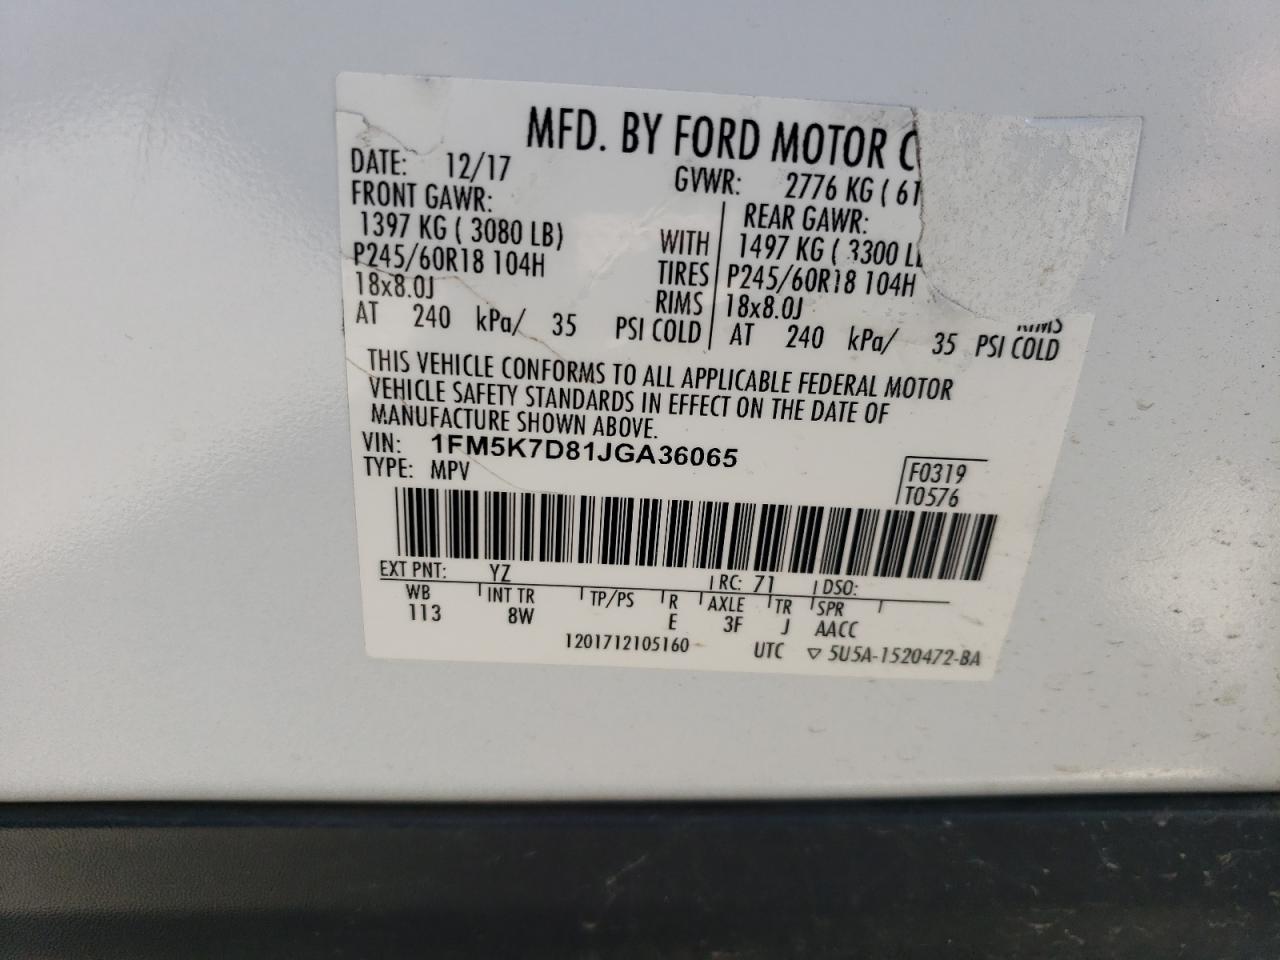 MFD. BY FORD MOTOR C
DATE: 12/17 GVWR: 2776 KG ( 61
FRONT GAWR: REAR GAWR:
1397 KG ( 3080 LB) WITH 1497 KG ( 3300 L
P245/60R18 104H TIRES P245/60R18 104H
18x8.0J RIMS 18x8.0J RIMS
AT 240 kPa/ 35 PSI COLD AT 240 kPa/ 35 PSI COLD
THIS VEHICLE CONFORMS TO ALL APPLICABLE FEDERAL MOTOR
VEHICLE SAFETY STANDARDS IN EFFECT ON THE DATE OF
MANUFACTURE SHOWN ABOVE.
VIN: 1FM5K7D81JGA36065
TYPE: MPV
F0319
T0576
EXT PNT: YZ RC: 71 DSO:
WB INT TR TP/PS R AXLE TR SPR
113 8W E 3F J AACC
1201712105160 UTC ▽ 5U5A-1520472-BA